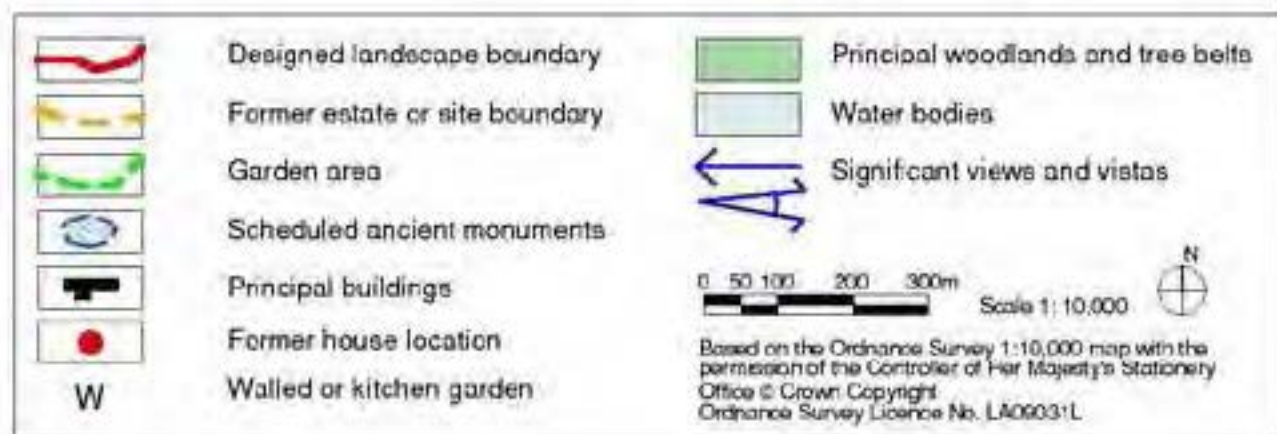 Designed landscape boundary
Former estate or site boundary
Garden area
Scheduled ancient monuments
Principal buildings
Former house location
W Walled or kitchen garden
Principal woodlands and tree belts
Water bodies
Significant views and vistas
0 50 100 200 300m
Scale 1: 10,000
N
Based on the Ordnance Survey 1:10,000 map with the
permission of the Controller of Her Majesty's Stationery
Office © Crown Copyright
Ordnance Survey Licence No. LA09031L